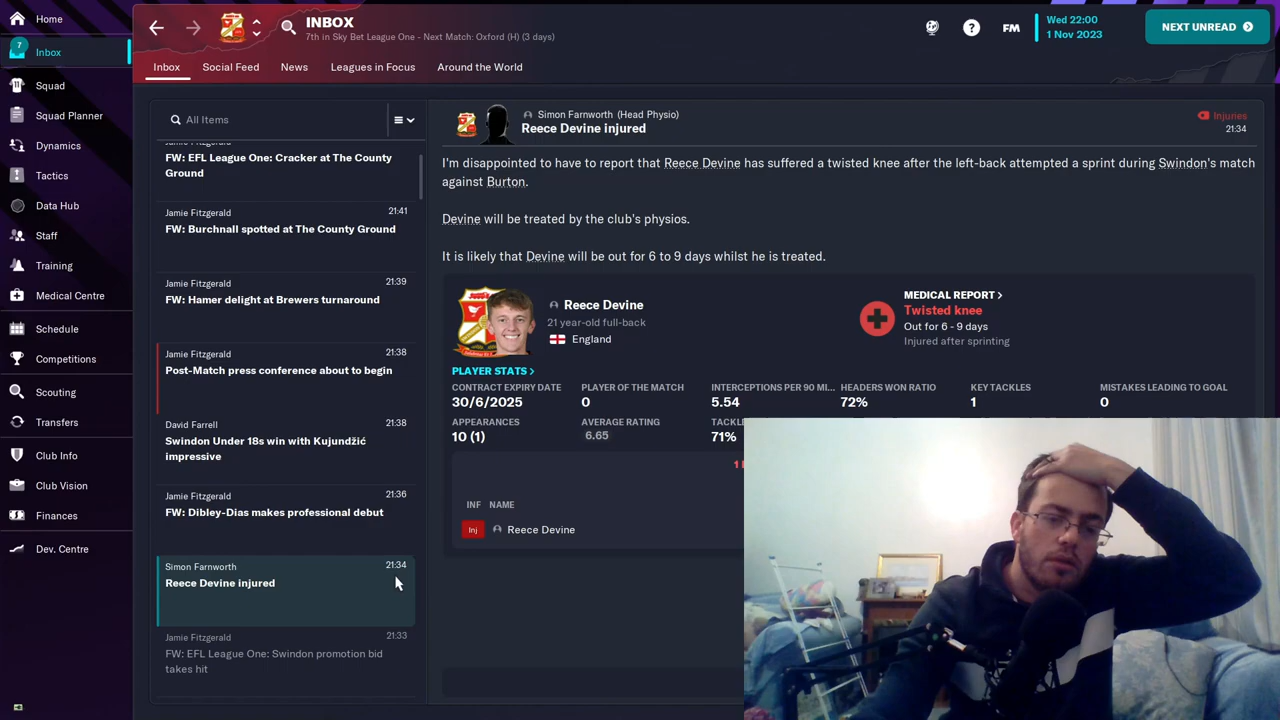 Home
INBOX
7th in Sky Bet League One - Next Match: Oxford (H) (3 days)
?
FM
Wed 22:00
1 Nov 2023
NEXT UNREAD
7
Inbox
Inbox
Social Feed
News
Leagues in Focus
Around the World
Squad
Squad Planner
Dynamics
Tactics
Data Hub
Staff
Training
Medical Centre
Schedule
Competitions
Scouting
Transfers
Club Info
Club Vision
Finances
Dev. Centre
All Items
Jamie Fitzgerald
FW: EFL League One: Cracker at The County
Ground
Jamie Fitzgerald
21:41
FW: Burchnall spotted at The County Ground
Jamie Fitzgerald
21:39
FW: Hamer delight at Brewers turnaround
Jamie Fitzgerald
21:38
Post-Match press conference about to begin
David Farrell
21:38
Swindon Under 18s win with Kujundžić
impressive
Jamie Fitzgerald
21:36
FW: Dibley-Dias makes professional debut
Simon Farnworth
21:34
Reece Devine injured
Jamie Fitzgerald
21:33
FW: EFL League One: Swindon promotion bid
takes hit
Simon Farnworth (Head Physio)
Reece Devine injured
Injuries
21:34
I'm disappointed to have to report that Reece Devine has suffered a twisted knee after the left-back attempted a sprint during Swindon's match
against Burton.
Devine will be treated by the club's physios.
It is likely that Devine will be out for 6 to 9 days whilst he is treated.
Reece Devine
21 year-old full-back
England
MEDICAL REPORT
Twisted knee
Out for 6 - 9 days
Injured after sprinting
PLAYER STATS
CONTRACT EXPIRY DATE
PLAYER OF THE MATCH
INTERCEPTIONS PER 90 MI...
HEADERS WON RATIO
KEY TACKLES
MISTAKES LEADING TO GOAL
30/6/2025
0
5.54
72%
1
0
APPEARANCES
AVERAGE RATING
10 (1)
6.65
71%
1
INF
NAME
Inj
Reece Devine